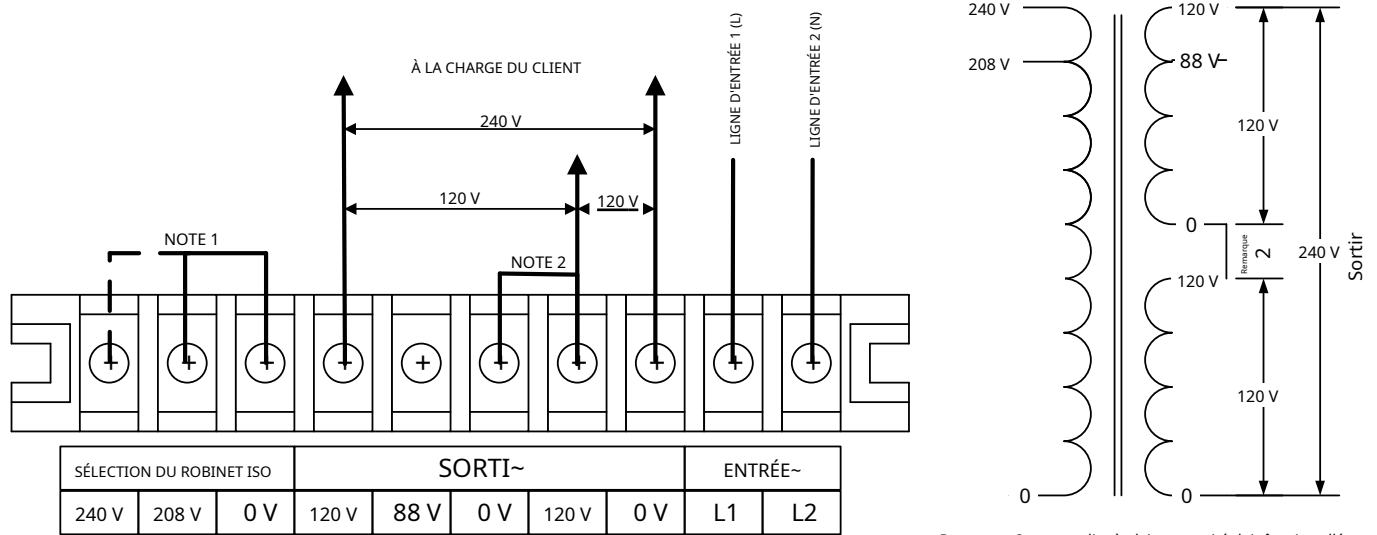 À LA CHARGE DU CLIENT
240 V
120 V
120 V
NOTE 1
NOTE 2
LIGNE D'ENTRÉE 1 (L)
LIGNE D'ENTRÉE 2 (N)
SÉLECTION DU ROBINET ISO
SORTI~
ENTRÉE~
240 V
208 V
0 V
120 V
88 V
0 V
120 V
0 V
L1
L2
240 V
208 V
0
120 V
88 V
0
120 V
0
120 V
Remarque
2
120 V
240 V
Sortir